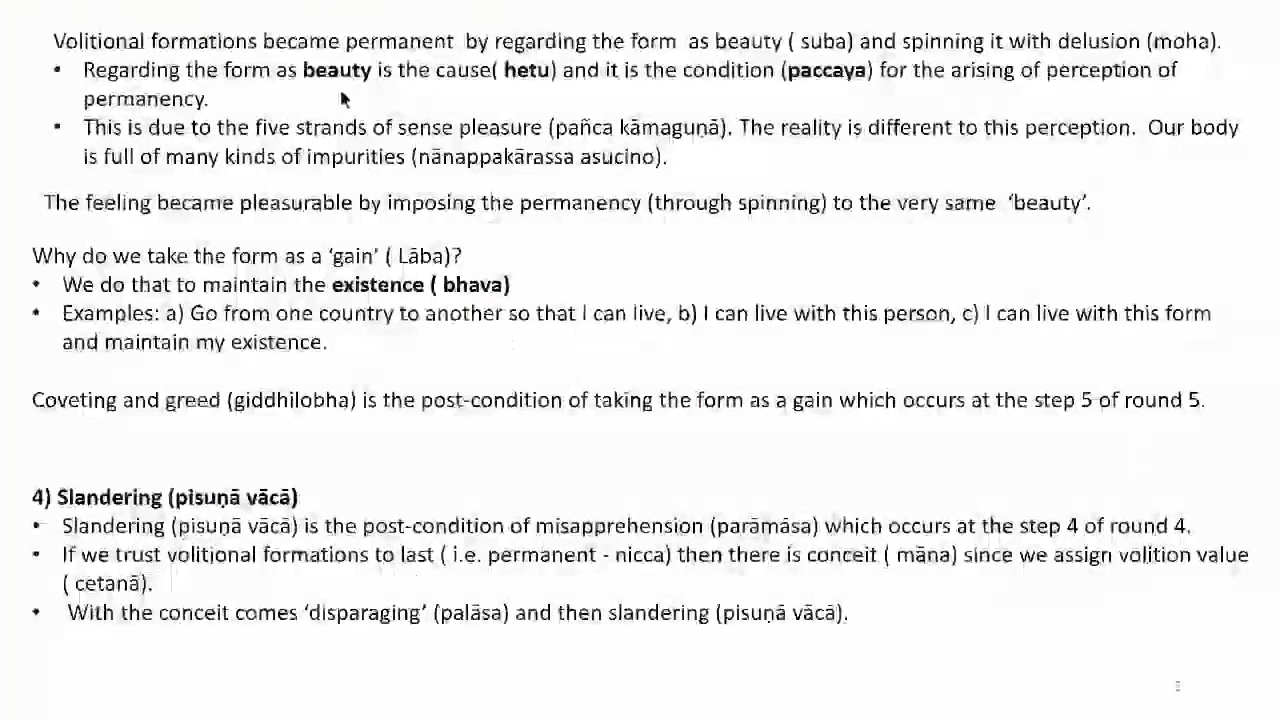 Volitional formations became permanent by regarding the form as beauty ( suba) and spinning it with delusion (moha).
• Regarding the form as beauty is the cause( hetu) and it is the condition (paccaya) for the arising of perception of
permanency.
• This is due to the five strands of sense pleasure (pañca kāmaguṇā). The reality is different to this perception. Our body
is full of many kinds of impurities (nānappakārassa asucino).
The feeling became pleasurable by imposing the permanency (through spinning) to the very same ‘beauty’.
Why do we take the form as a ‘gain’ ( Lāba)?
• We do that to maintain the existence ( bhava)
• Examples: a) Go from one country to another so that I can live, b) I can live with this person, c) I can live with this form
and maintain my existence.
Coveting and greed (giddhilobha) is the post-condition of taking the form as a gain which occurs at the step 5 of round 5.
4) Slandering (pisuṇā vācā)
• Slandering (pisuṇā vācā) is the post-condition of misapprehension (parāmāsa) which occurs at the step 4 of round 4.
• If we trust volitional formations to last ( i.e. permanent - nicca) then there is conceit ( māna) since we assign volition value
( cetanā).
• With the conceit comes ‘disparaging’ (palāsa) and then slandering (pisuṇā vācā).